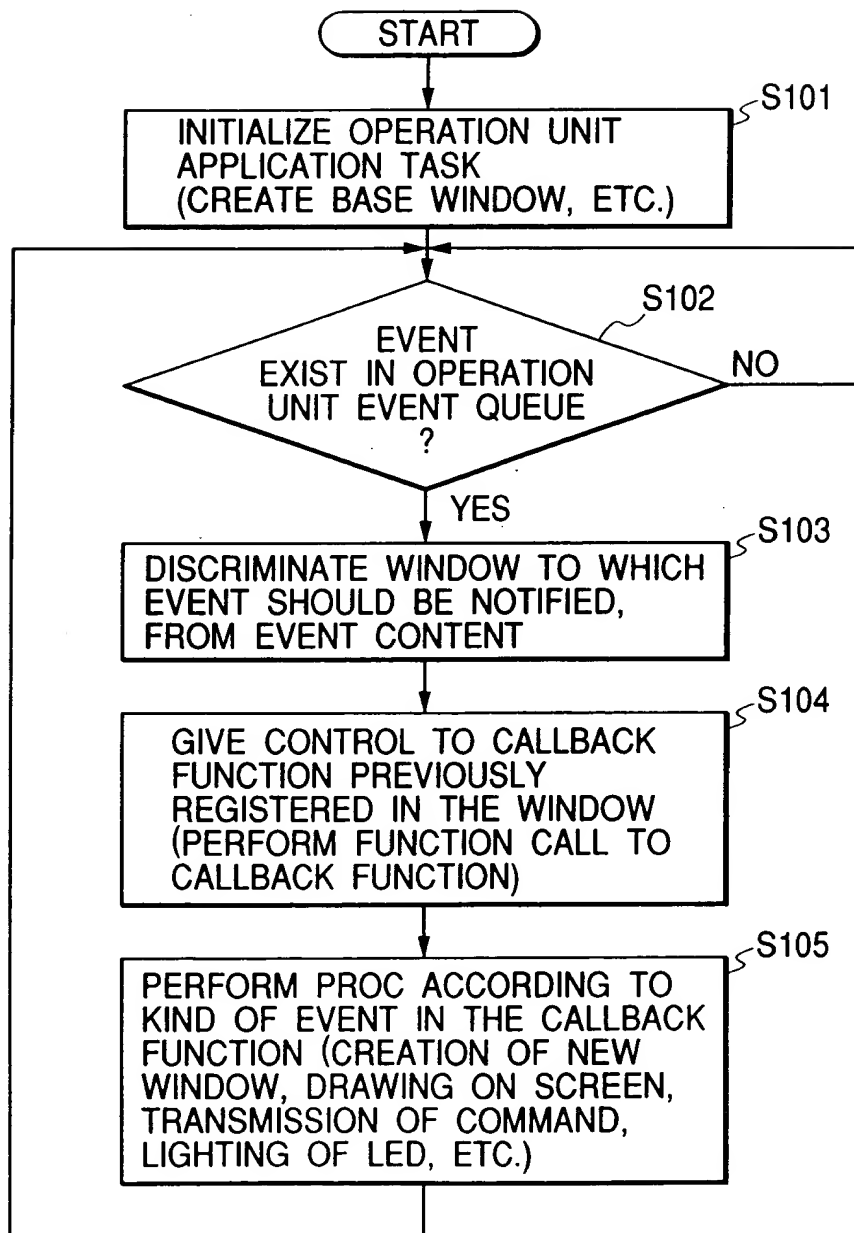 START
S101
INITIALIZE OPERATION UNIT
APPLICATION TASK
(CREATE BASE WINDOW, ETC.)
S102
EVENT
EXIST IN OPERATION
UNIT EVENT QUEUE
?
NO
YES
S103
DISCRIMINATE WINDOW TO WHICH
EVENT SHOULD BE NOTIFIED,
FROM EVENT CONTENT
S104
GIVE CONTROL TO CALLBACK
FUNCTION PREVIOUSLY
REGISTERED IN THE WINDOW
(PERFORM FUNCTION CALL TO
CALLBACK FUNCTION)
S105
PERFORM PROC ACCORDING TO
KIND OF EVENT IN THE CALLBACK
FUNCTION (CREATION OF NEW
WINDOW, DRAWING ON SCREEN,
TRANSMISSION OF COMMAND,
LIGHTING OF LED, ETC.)